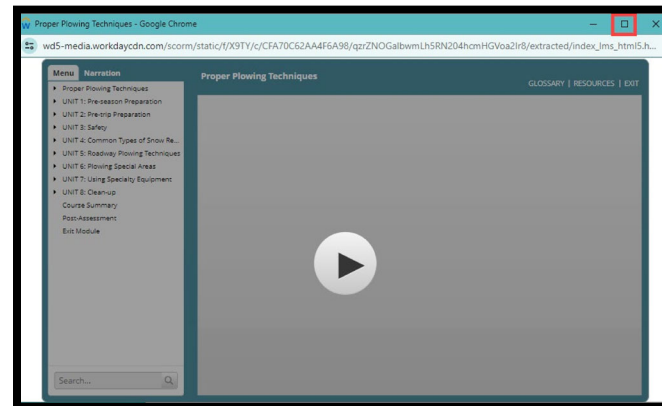 Proper Plowing Techniques - Google Chrome
wd5-media.workdaycdn.com/scorm/static/f/X9TY/c/CFA70C62AA4F6A98/qzrZNOGalbwmLh5RN204hcmHGVoa2Ir8/extracted/index_lms_html5.h...
Menu Narration
Proper Plowing Techniques
GLOSSARY | RESOURCES | EXIT
Proper Plowing Techniques
UNIT 1: Pre-season Preparation
UNIT 2: Pre-trip Preparation
UNIT 3: Safety
UNIT 4: Common Types of Snow Re...
UNIT 5: Roadway Plowing Techniques
UNIT 6: Plowing Special Areas
UNIT 7: Using Specialty Equipment
UNIT 8: Clean-up
Course Summary
Post-Assessment
Exit Module
Search...